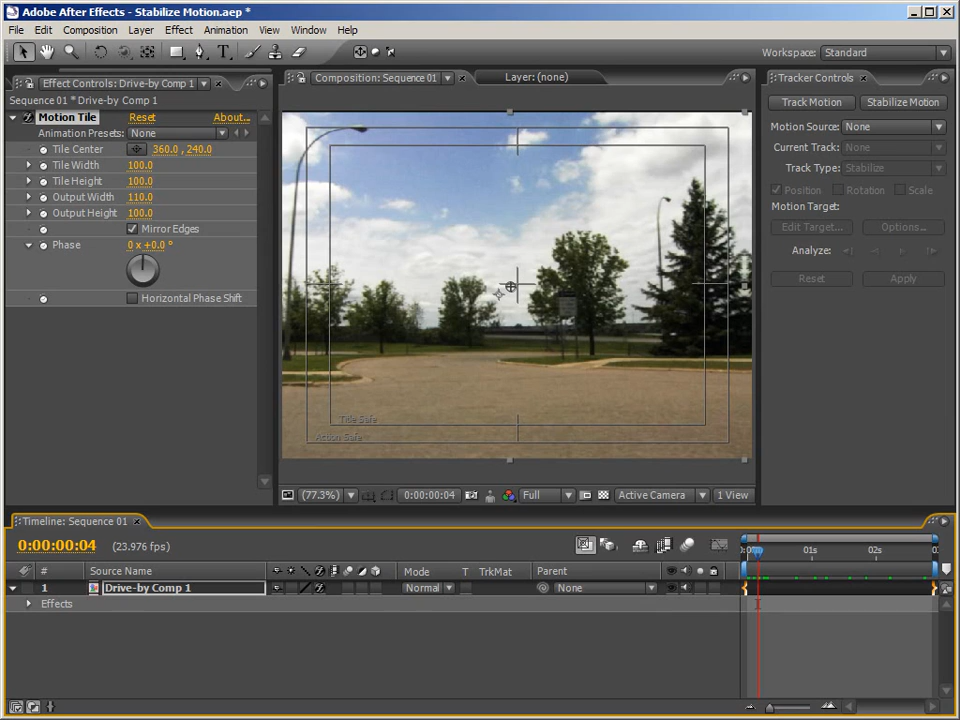 Adobe After Effects - Stabilize Motion.aep *
File Edit Composition Layer Effect Animation View Window Help
Workspace: Standard
Effect Controls: Drive-by Comp 1
Sequence 01 * Drive-by Comp 1
Motion Tile Reset About...
Animation Presets: None
Tile Center 360.0 , 240.0
Tile Width 100.0
Tile Height 100.0
Output Width 110.0
Output Height 100.0
Mirror Edges
Phase 0 x +0.0 °
Horizontal Phase Shift
Composition: Sequence 01
Layer: (none)
Title Safe
Action Safe
(77.3%) 0:00:00:04 Full Active Camera 1 View
Tracker Controls
Track Motion Stabilize Motion
Motion Source: None
Current Track: None
Track Type: Stabilize
Position Rotation Scale
Motion Target:
Edit Target... Options...
Analyze:
Reset Apply
Timeline: Sequence 01
0:00:00:04 (23.976 fps)
01s 02s
# Source Name Mode T TrkMat Parent
1 Drive-by Comp 1 Normal None
Effects